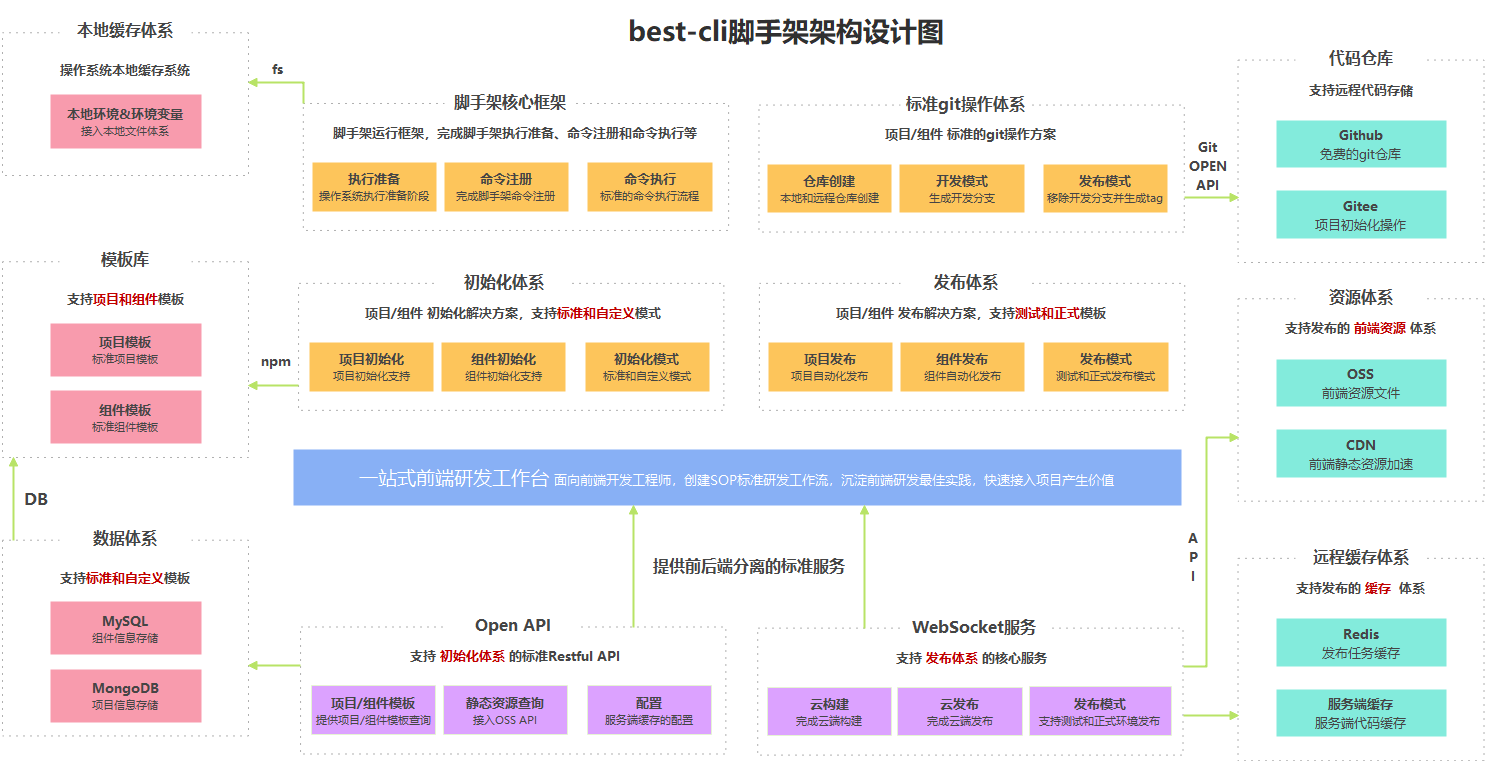 best-cli脚手架架构设计图
本地缓存体系
操作系统本地缓存系统
本地环境&环境变量
接入本地文件体系
fs
脚手架核心框架
脚手架运行框架，完成脚手架执行准备、命令注册和命令执行等
执行准备
操作系统执行准备阶段
命令注册
完成脚手架命令注册
命令执行
标准的命令执行流程
标准git操作体系
项目/组件 标准的git操作方案
仓库创建
本地和远程仓库创建
开发模式
生成开发分支
发布模式
移除开发分支并生成tag
Git
OPEN
API
代码仓库
支持远程代码存储
Github
免费的git仓库
Gitee
项目初始化操作
模板库
支持项目和组件模板
项目模板
标准项目模板
组件模板
标准组件模板
npm
初始化体系
项目/组件 初始化解决方案，支持标准和自定义模式
项目初始化
项目初始化支持
组件初始化
组件初始化支持
初始化模式
标准和自定义模式
发布体系
项目/组件 发布解决方案，支持测试和正式模板
项目发布
项目自动化发布
组件发布
组件自动化发布
发布模式
测试和正式发布模式
资源体系
支持发布的 前端资源 体系
OSS
前端资源文件
CDN
前端静态资源加速
一站式前端研发工作台 面向前端开发工程师，创建SOP标准研发工作流，沉淀前端研发最佳实践，快速接入项目产生价值
DB
数据体系
支持标准和自定义模板
MySQL
组件信息存储
MongoDB
项目信息存储
提供前后端分离的标准服务
Open API
支持 初始化体系 的标准Restful API
项目/组件模板
提供项目/组件模板查询
静态资源查询
接入OSS API
配置
服务端缓存的配置
WebSocket服务
支持 发布体系 的核心服务
云构建
完成云端构建
云发布
完成云端发布
发布模式
支持测试和正式环境发布
A
P
I
远程缓存体系
支持发布的 缓存 体系
Redis
发布任务缓存
服务端缓存
服务端代码缓存